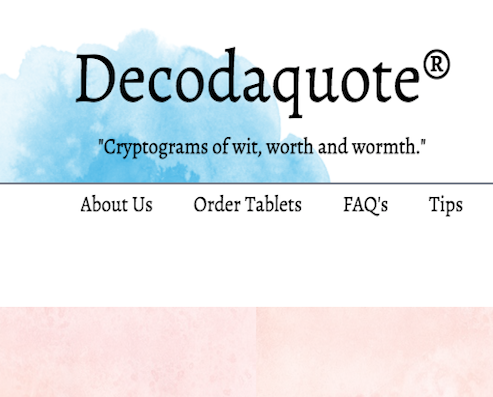 Decodaquote®
"Cryptograms of wit, worth and wormth."
About Us Order Tablets FAQ's Tips